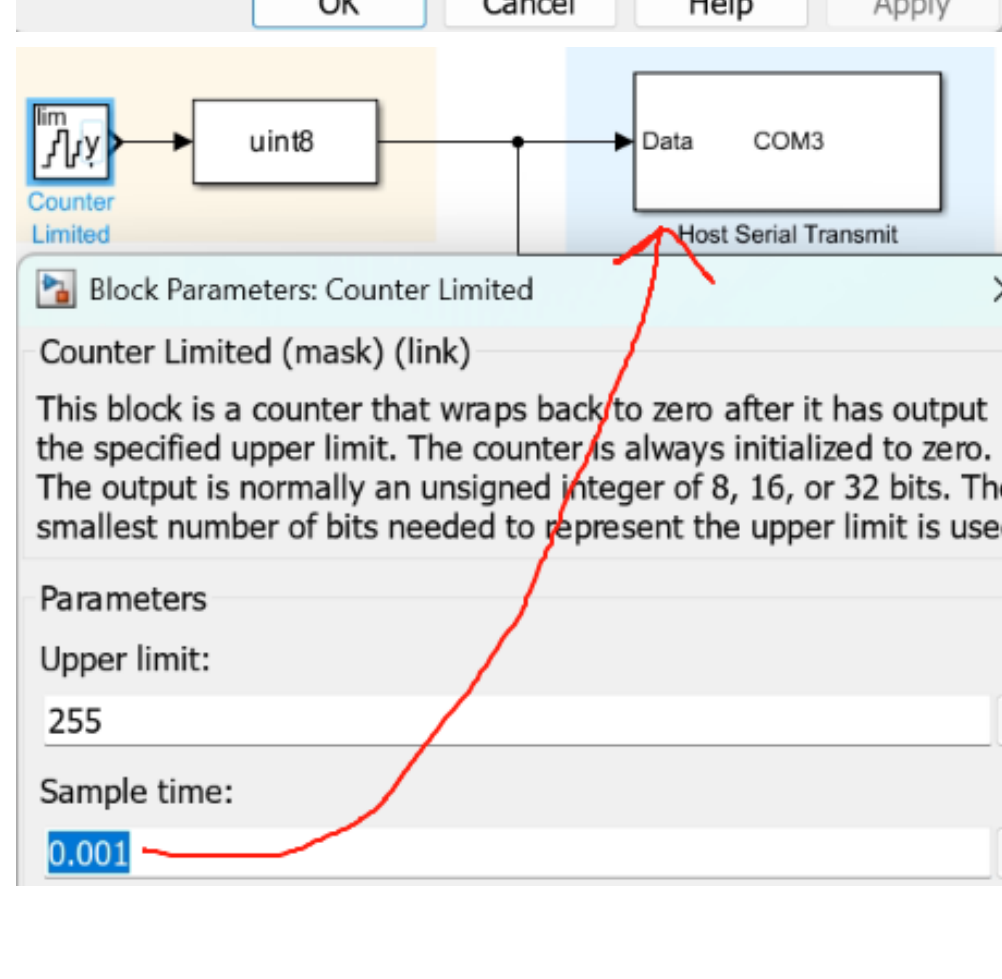 OK Cancel Help Apply
lim
y
uint8
Data COM3
Counter
Limited
Host Serial Transmit
Block Parameters: Counter Limited
Counter Limited (mask) (link)
This block is a counter that wraps back to zero after it has output
the specified upper limit. The counter is always initialized to zero.
The output is normally an unsigned integer of 8, 16, or 32 bits. The
smallest number of bits needed to represent the upper limit is use
Parameters
Upper limit:
255
Sample time:
0.001